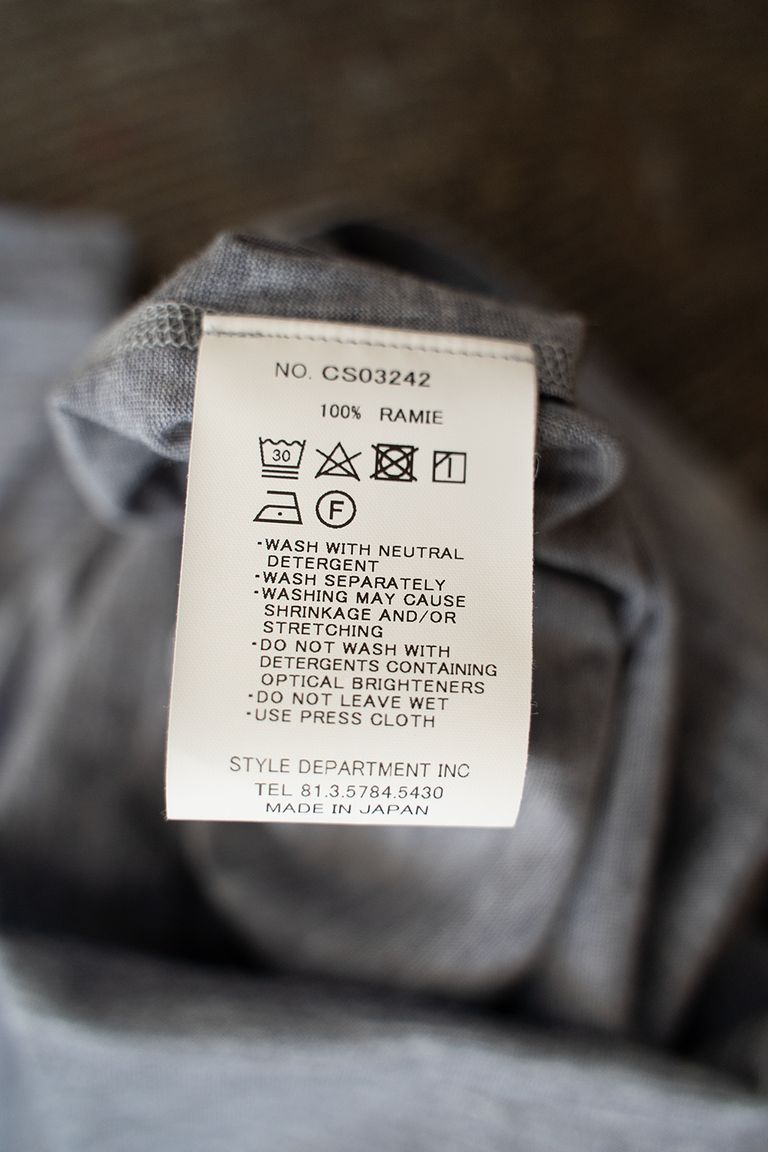 NO. CS03242
100% RAMIE
30
F
·WASH WITH NEUTRAL
DETERGENT
·WASH SEPARATELY
·WASHING MAY CAUSE
SHRINKAGE AND/OR
STRETCHING
·DO NOT WASH WITH
DETERGENTS CONTAINING
OPTICAL BRIGHTENERS
·DO NOT LEAVE WET
·USE PRESS CLOTH
STYLE DEPARTMENT INC
TEL 81.3.5784.5430
MADE IN JAPAN